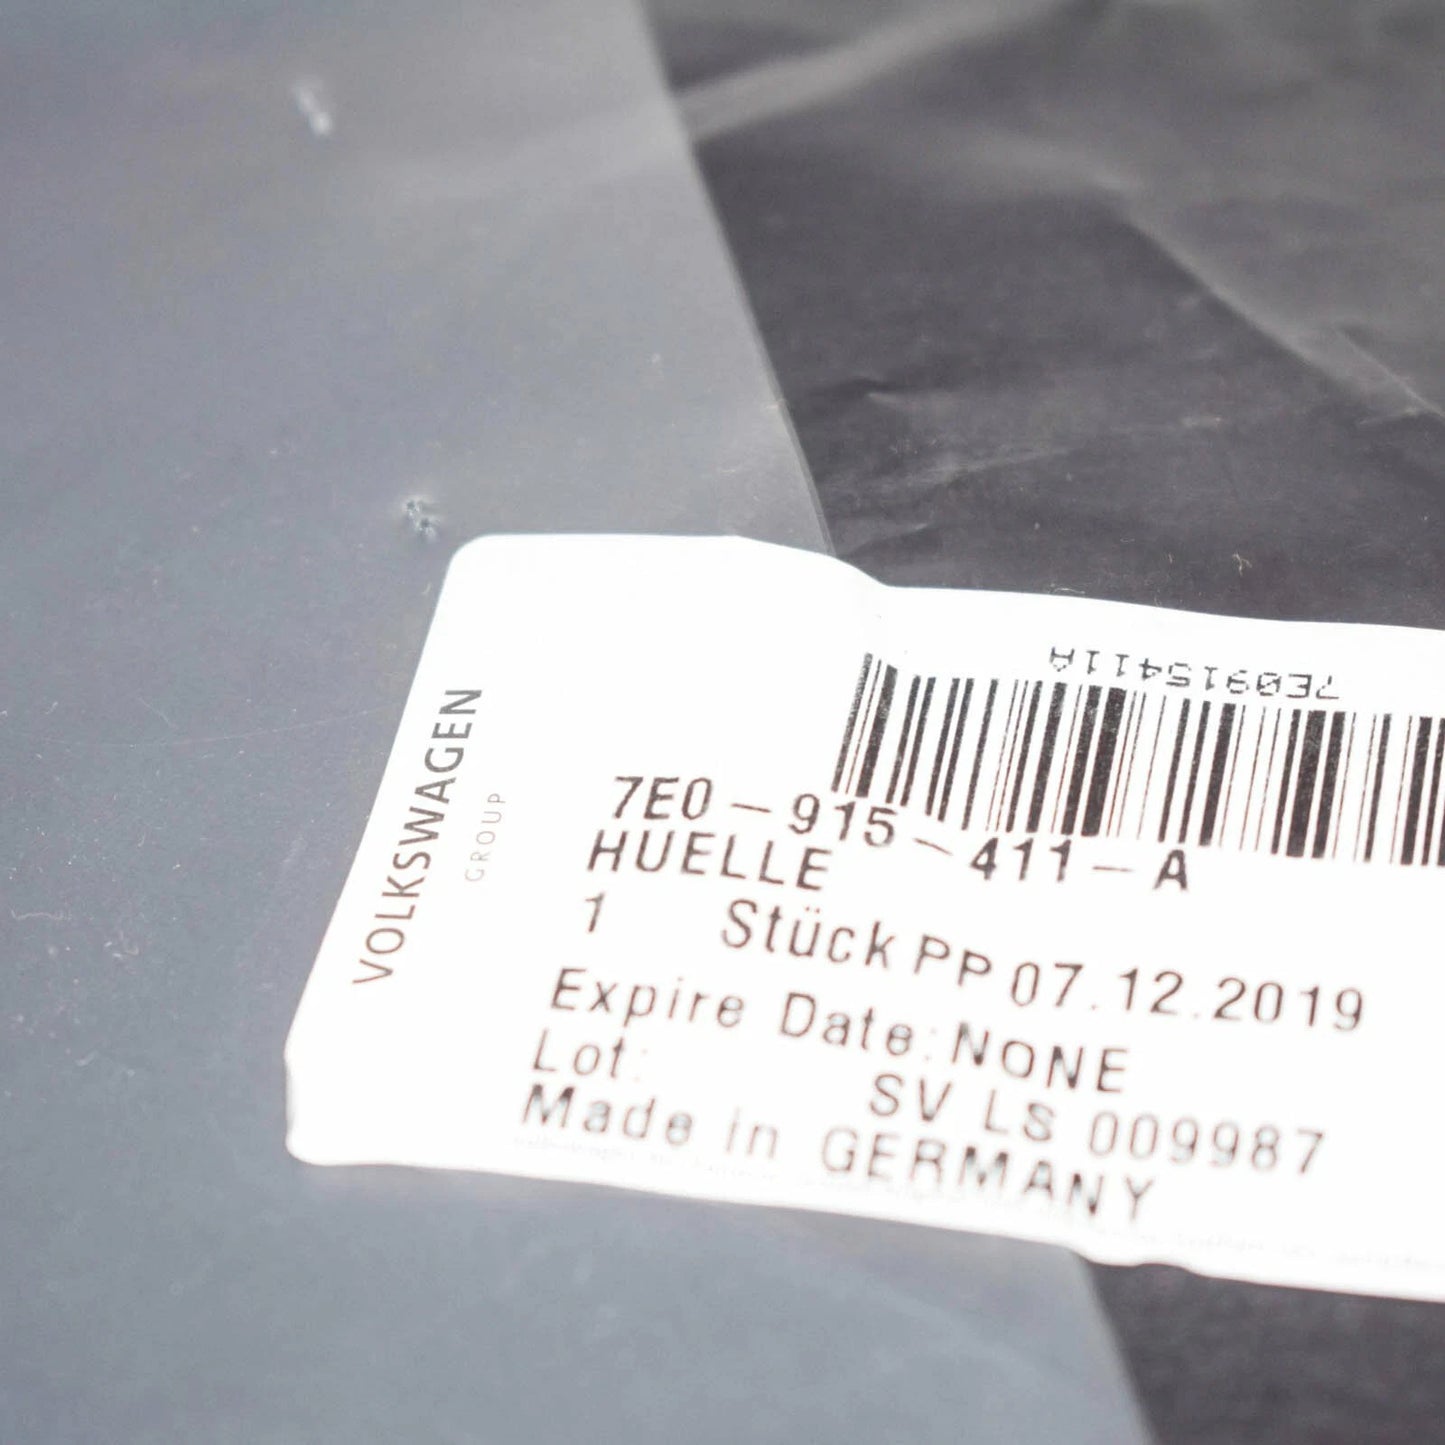 VOLKSWAGEN
GROUP
7E0915411A
7E0-915-411-A
HUELLE
1 Stück PP 07.12.2019
Expire Date: NONE
Lot: SV LS 009987
Made in GERMANY